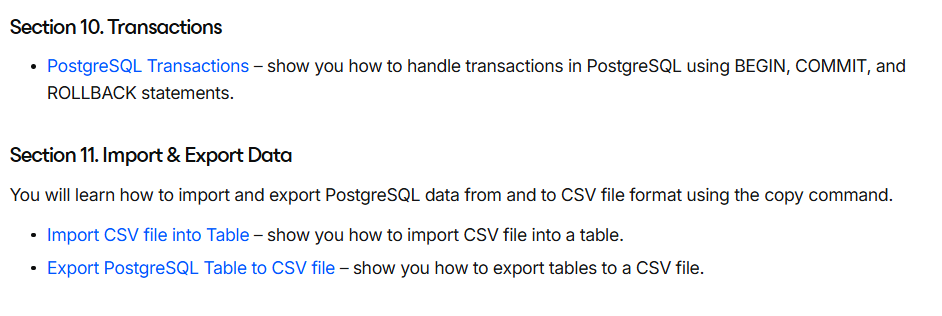 Section 10. Transactions
• PostgreSQL Transactions – show you how to handle transactions in PostgreSQL using BEGIN, COMMIT, and
ROLLBACK statements.
Section 11. Import & Export Data
You will learn how to import and export PostgreSQL data from and to CSV file format using the copy command.
• Import CSV file into Table – show you how to import CSV file into a table.
• Export PostgreSQL Table to CSV file – show you how to export tables to a CSV file.